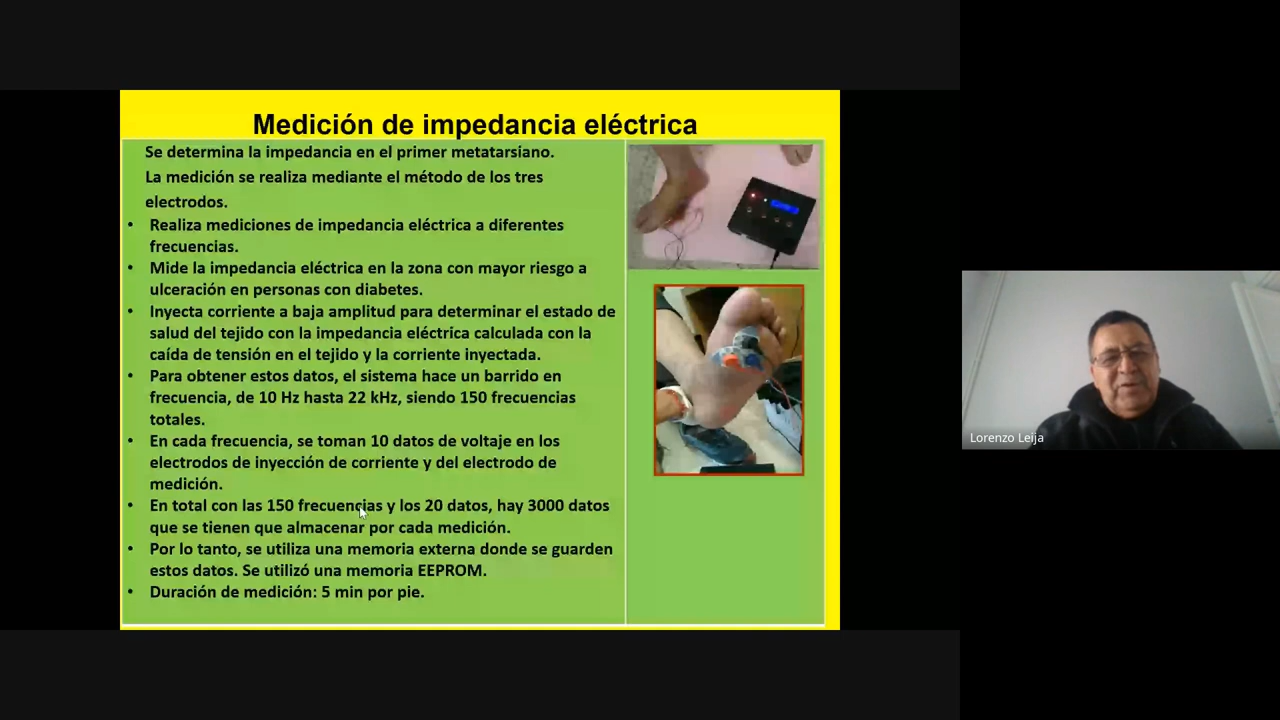 Medición de impedancia eléctrica
Se determina la impedancia en el primer metatarsiano.
La medición se realiza mediante el método de los tres
electrodos.
• Realiza mediciones de impedancia eléctrica a diferentes
frecuencias.
• Mide la impedancia eléctrica en la zona con mayor riesgo a
ulceración en personas con diabetes.
• Inyecta corriente a baja amplitud para determinar el estado de
salud del tejido con la impedancia eléctrica calculada con la
caída de tensión en el tejido y la corriente inyectada.
• Para obtener estos datos, el sistema hace un barrido en
frecuencia, de 10 Hz hasta 22 kHz, siendo 150 frecuencias
totales.
• En cada frecuencia, se toman 10 datos de voltaje en los
electrodos de inyección de corriente y del electrodo de
medición.
• En total con las 150 frecuencias y los 20 datos, hay 3000 datos
que se tienen que almacenar por cada medición.
• Por lo tanto, se utiliza una memoria externa donde se guarden
estos datos. Se utilizó una memoria EEPROM.
• Duración de medición: 5 min por pie.
Lorenzo Leija